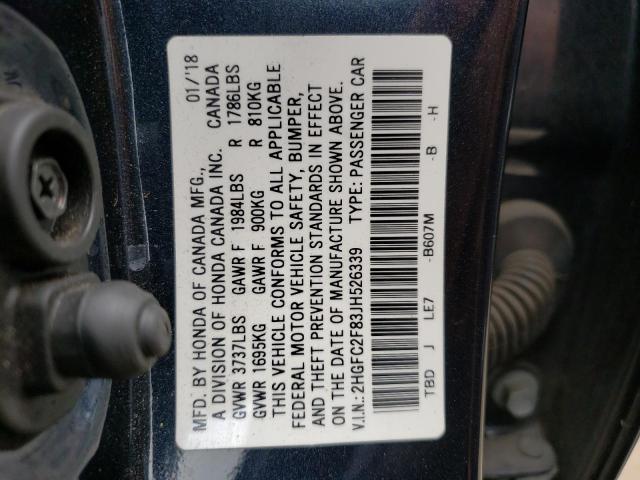 MFD. BY HONDA OF CANADA MFG., 01/'18
A DIVISION OF HONDA CANADA INC. CANADA
GVWR 3737LBS GAWR F 1984LBS R 1786LBS
GVWR 1695KG GAWR F 900KG R 810KG
THIS VEHICLE CONFORMS TO ALL APPLICABLE
FEDERAL MOTOR VEHICLE SAFETY, BUMPER,
AND THEFT PREVENTION STANDARDS IN EFFECT
ON THE DATE OF MANUFACTURE SHOWN ABOVE.
V.I.N.: 2HGFC2F83JH526339 TYPE: PASSENGER CAR
TBD J LE7 -B607M -B -H